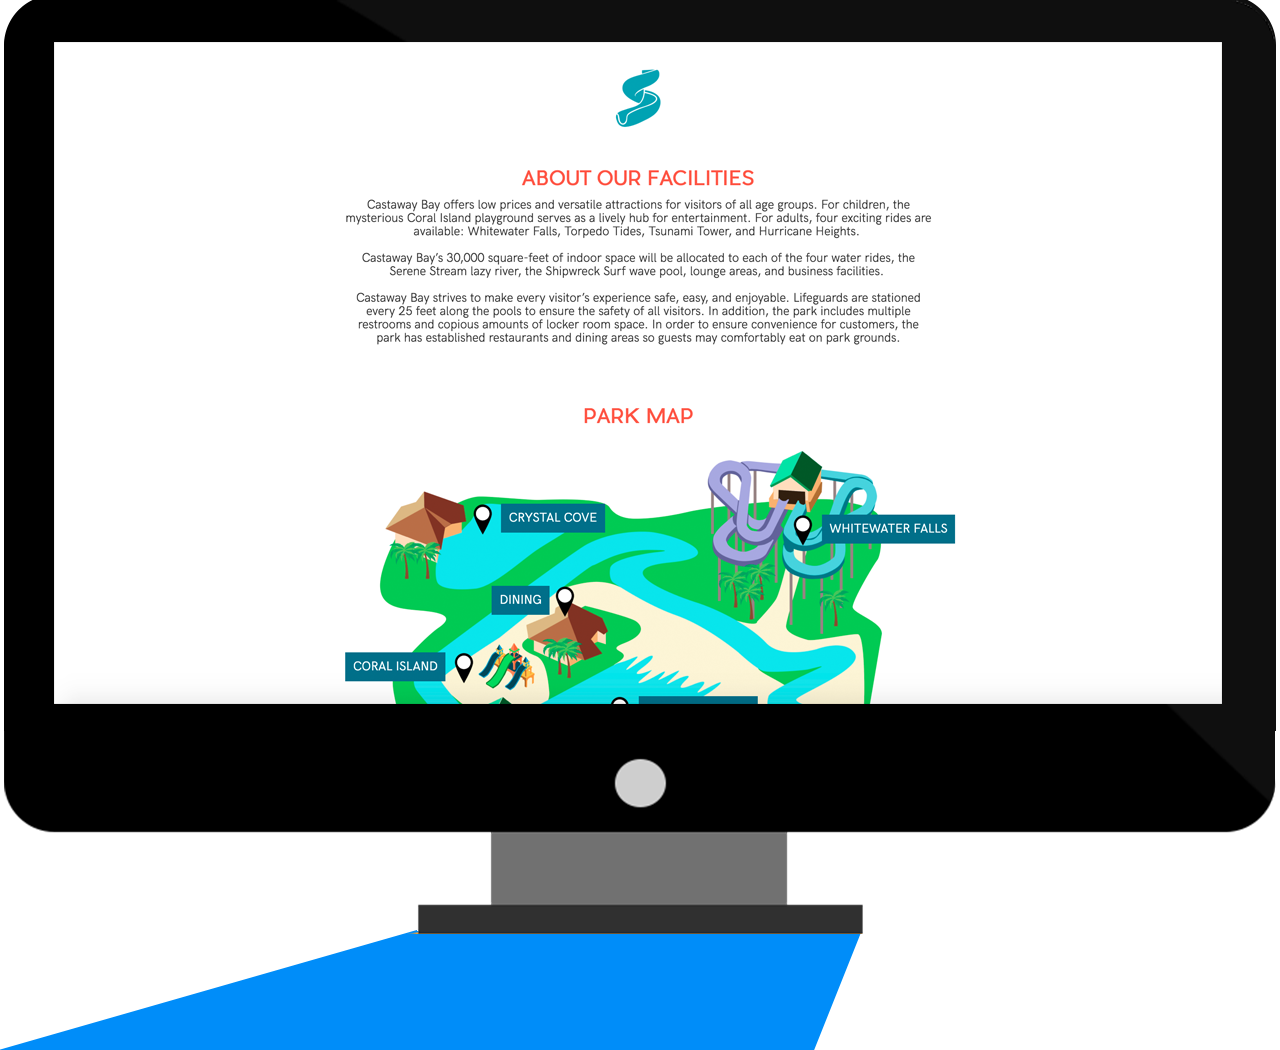 ABOUT OUR FACILITIES
Castaway Bay offers low prices and versatile attractions for visitors of all age groups. For children, the
mysterious Coral Island playground serves as a lively hub for entertainment. For adults, four exciting rides are
available: Whitewater Falls, Torpedo Tides, Tsunami Tower, and Hurricane Heights.
Castaway Bay’s 30,000 square-feet of indoor space will be allocated to each of the four water rides, the
Serene Stream lazy river, the Shipwreck Surf wave pool, lounge areas, and business facilities.
Castaway Bay strives to make every visitor’s experience safe, easy, and enjoyable. Lifeguards are stationed
every 25 feet along the pools to ensure the safety of all visitors. In addition, the park includes multiple
restrooms and copious amounts of locker room space. In order to ensure convenience for customers, the
park has established restaurants and dining areas so guests may comfortably eat on park grounds.
PARK MAP
CRYSTAL COVE
WHITEWATER FALLS
DINING
CORAL ISLAND